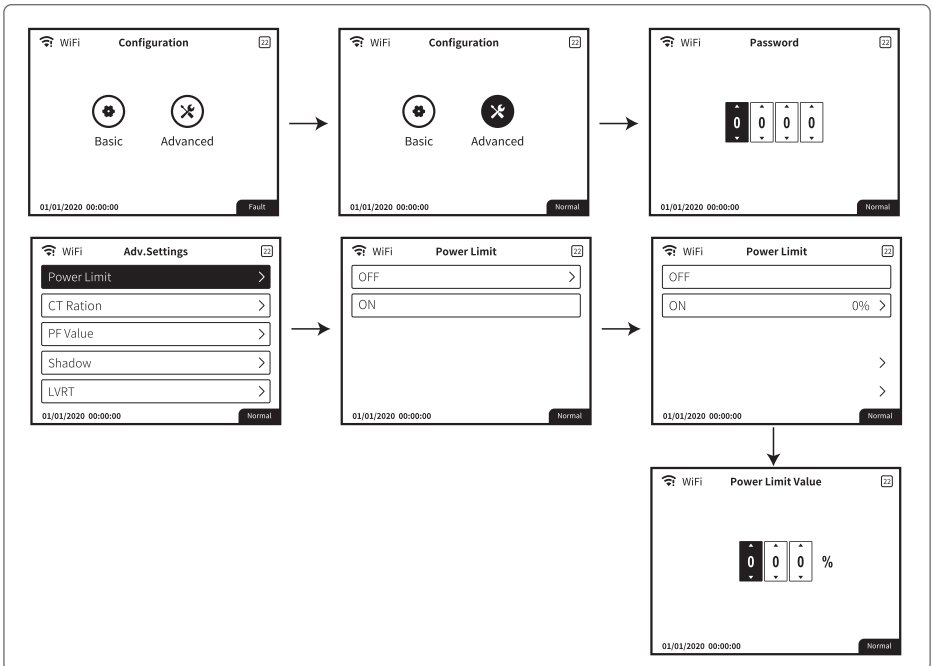 WiFi Configuration 22
Basic Advanced
01/01/2020 00:00:00 Fault
WiFi Configuration 22
Basic Advanced
01/01/2020 00:00:00 Normal
WiFi Password 22
0 0 0 0
01/01/2020 00:00:00 Normal
WiFi Adv.Settings 22
Power Limit
CT Ration
PF Value
Shadow
LVRT
01/01/2020 00:00:00 Normal
WiFi Power Limit 22
OFF
ON
01/01/2020 00:00:00 Normal
WiFi Power Limit 22
OFF
ON 0%
01/01/2020 00:00:00 Normal
WiFi Power Limit Value 22
0 0 0 %
01/01/2020 00:00:00 Normal